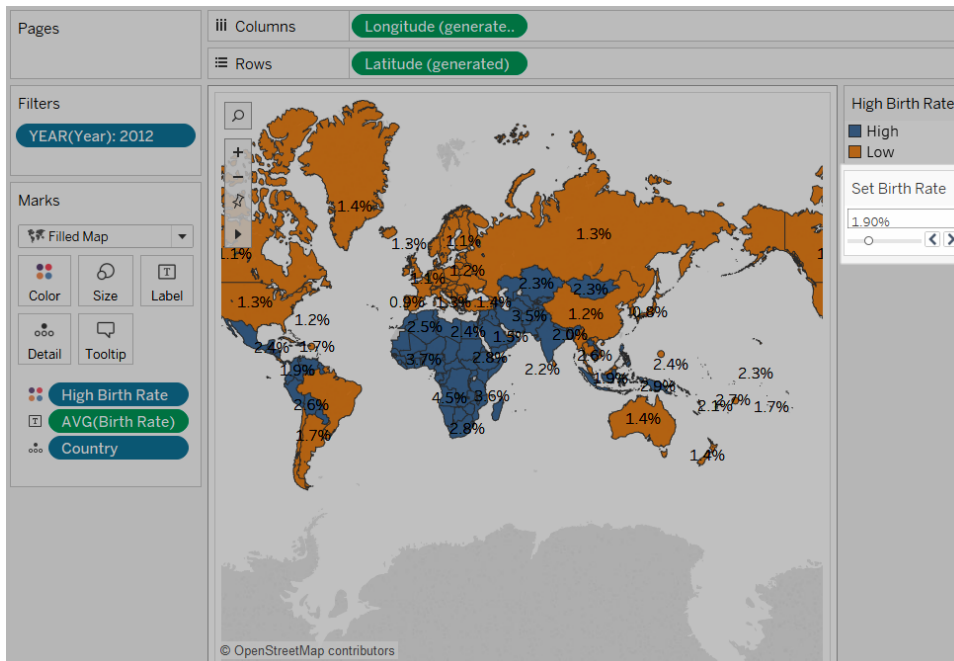 Pages
Columns
Longitude (generate..
Rows
Latitude (generated)
Filters
YEAR(Year): 2012
Marks
Filled Map
Color
Size
Label
Detail
Tooltip
High Birth Rate
AVG(Birth Rate)
Country
1.4%
1.3%
1.1%
1.3%
1.1%
1.2%
1.1%
1.3%
0.9%
1.3%
1.4%
2.3%
2.3%
1.2%
0.8%
1.2%
2.4%
1.7%
2.5%
2.4%
3.5%
1.5%
2.0%
2.6%
2.4%
3.7%
2.8%
2.2%
1.9%
1.9%
2.9%
2.3%
2.6%
4.5%
3.6%
2.1%
2.7%
1.7%
1.7%
2.8%
1.4%
1.4%
© OpenStreetMap contributors
High Birth Rate
High
Low
Set Birth Rate
1.90%